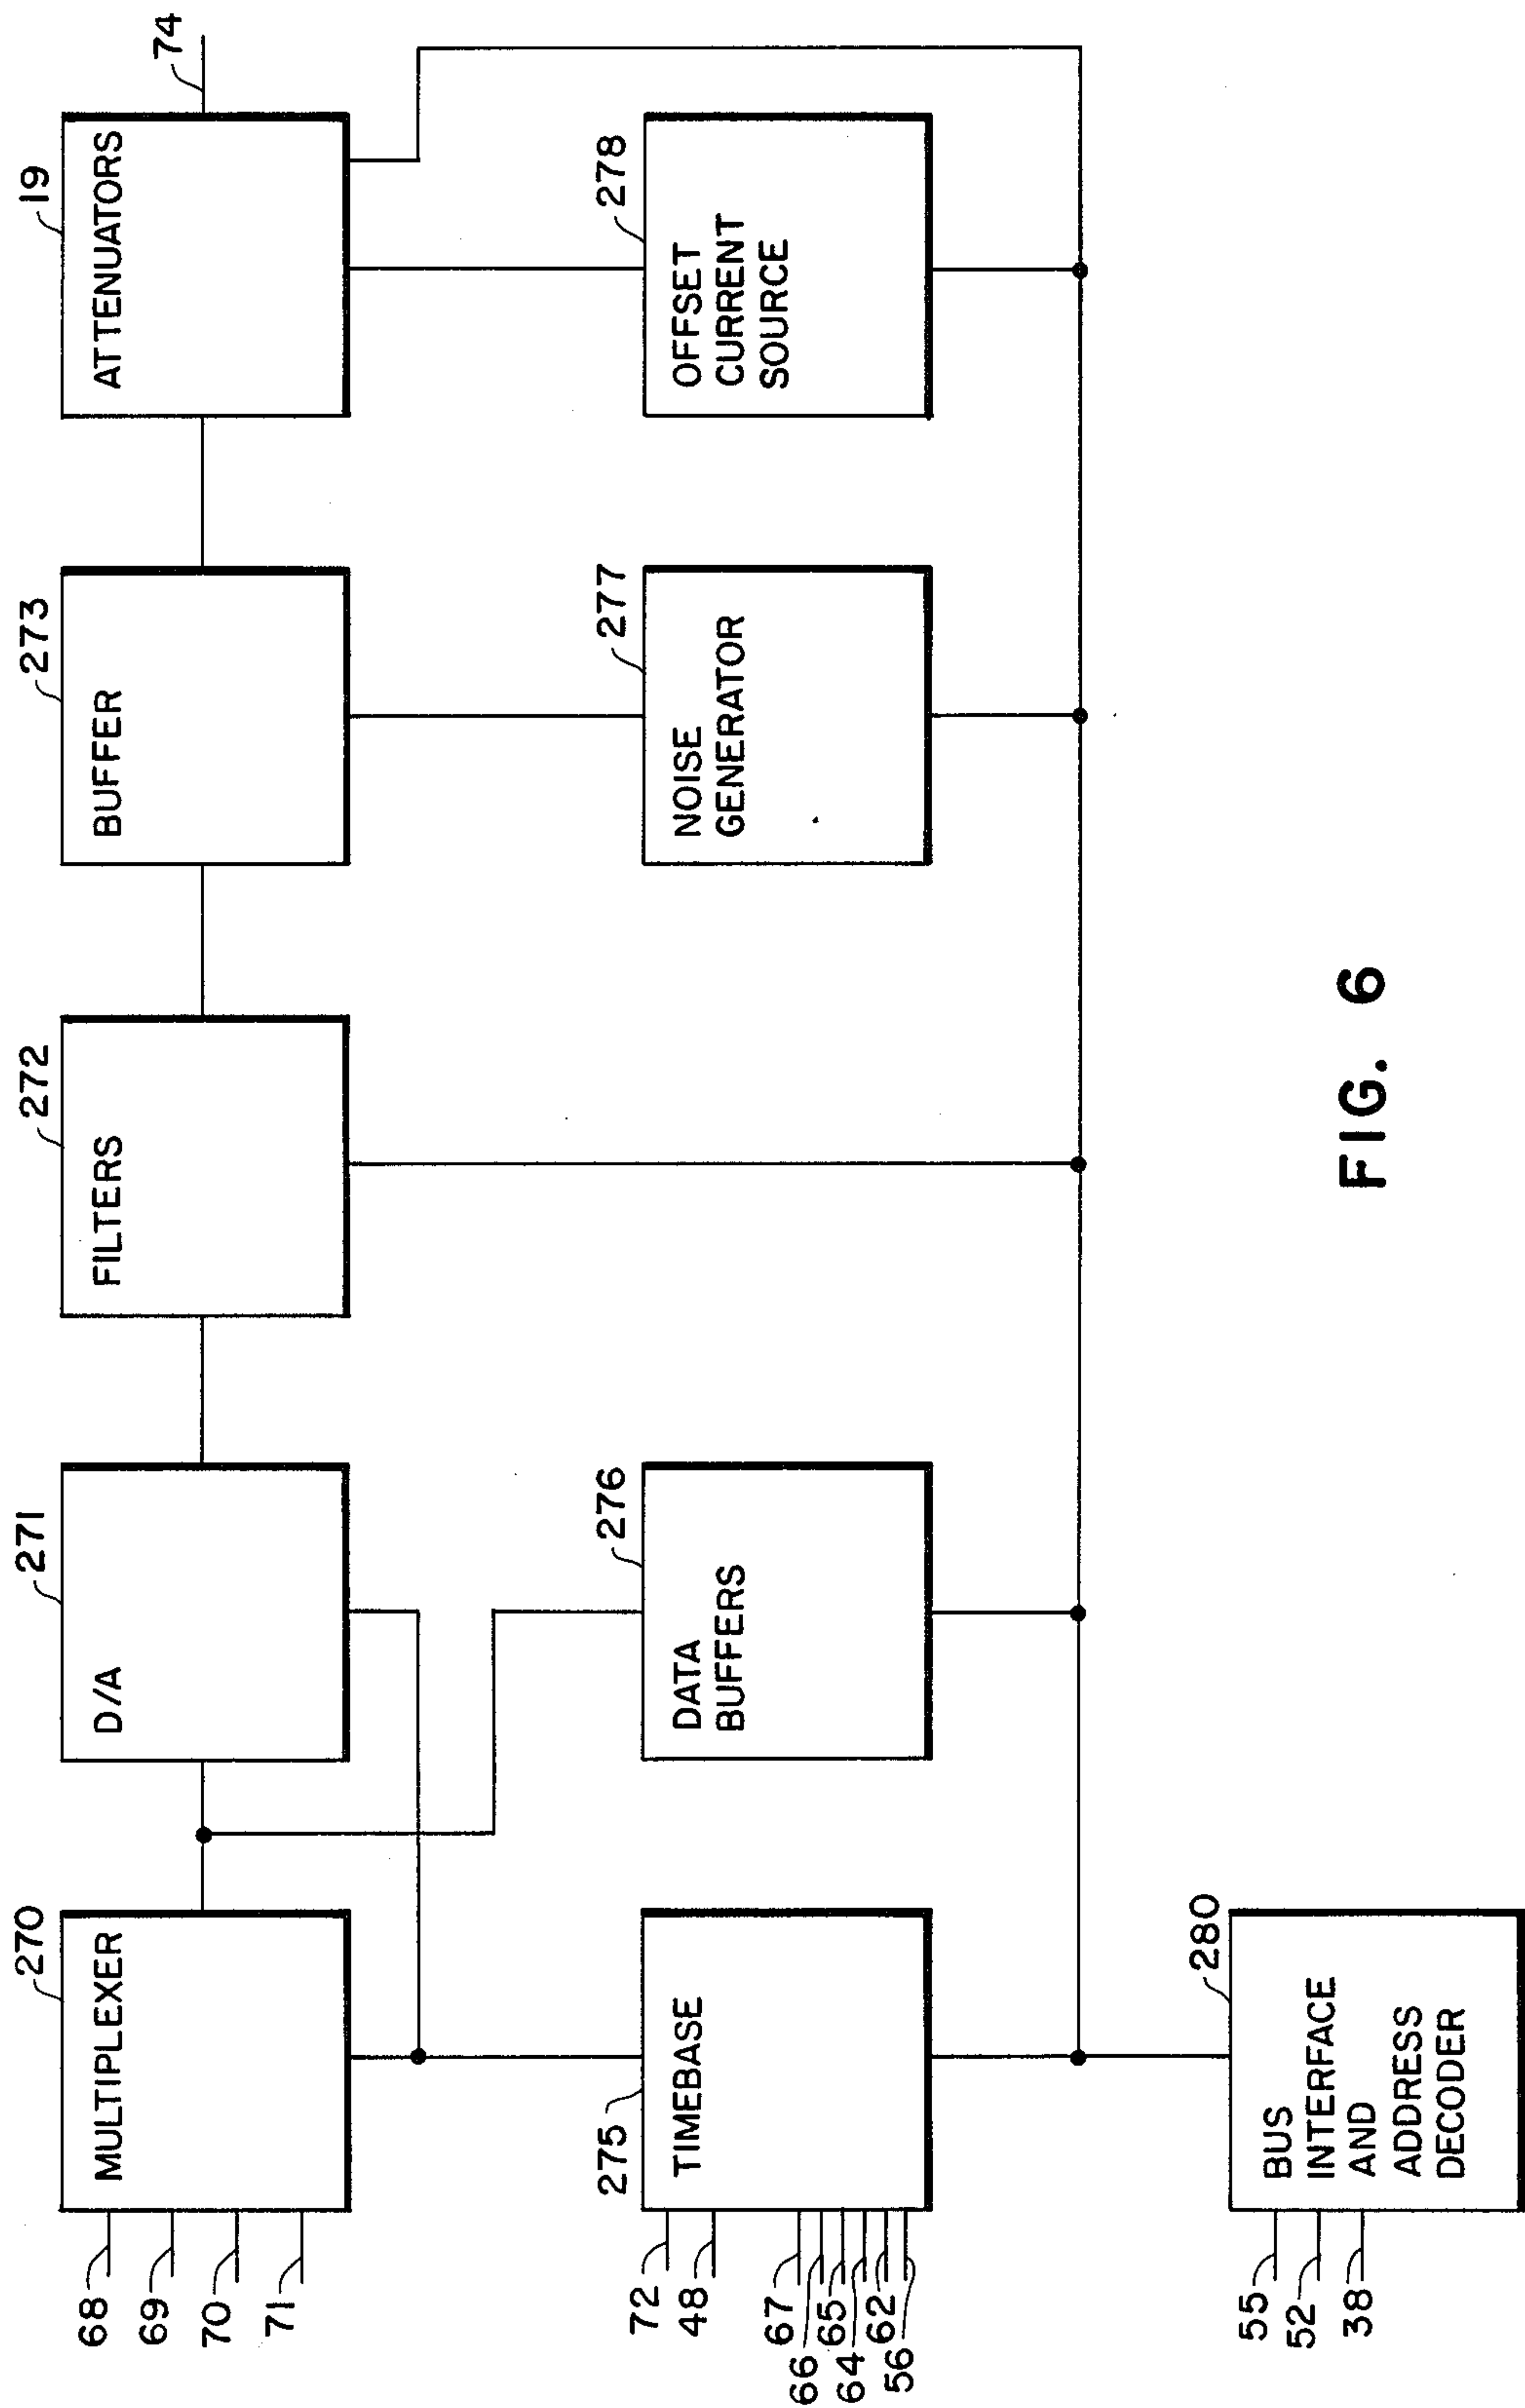 270
271
272
273
19
MULTIPLEXER
D/A
FILTERS
BUFFER
ATTENUATORS
74
68
69
70
71
275
276
277
278
TIMEBASE
DATA
BUFFERS
NOISE
GENERATOR
OFFSET
CURRENT
SOURCE
72
48
67
66
65
64
62
56
280
BUS
INTERFACE
AND
ADDRESS
DECODER
55
52
38
FIG. 6